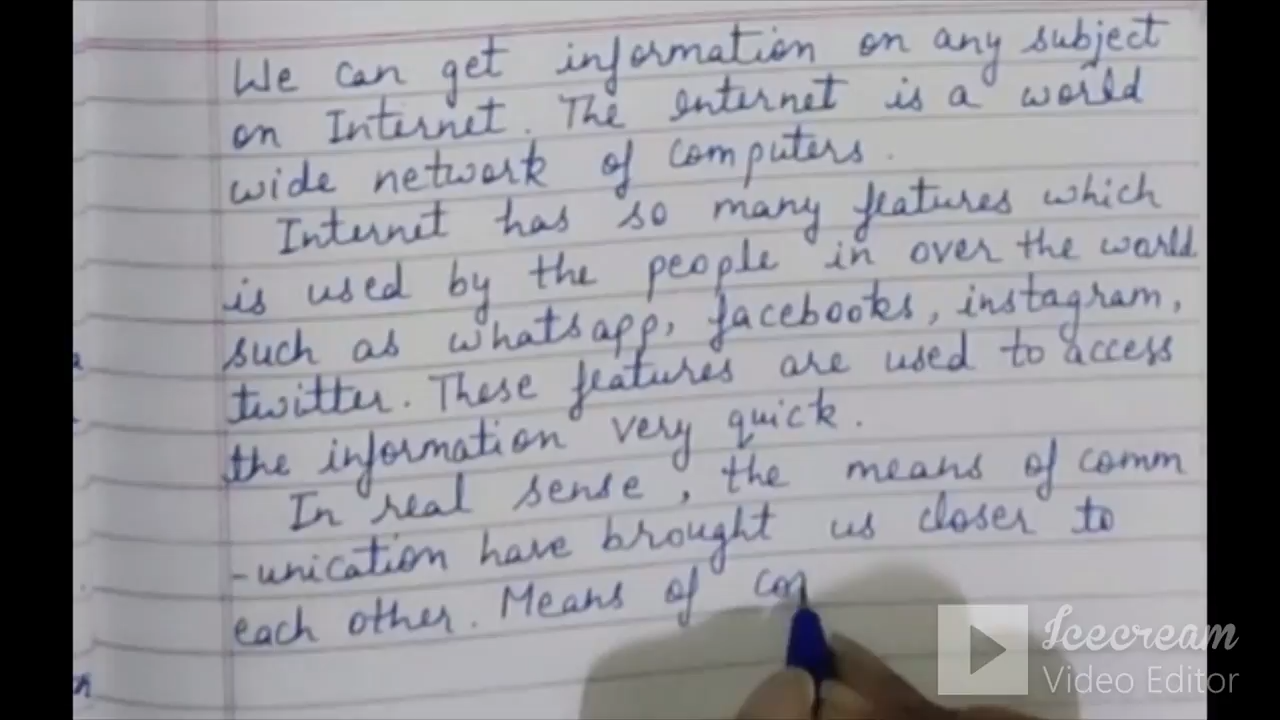 We can get information on any subject
on Internet. The Internet is a world
wide network of computers.
Internet has so many features which
is used by the people in over the world
such as whatsapp, facebooks, instagram,
twitter. These features are used to access
the information very quick.
In real sense, the means of comm
-unication have brought us closer to
each other. Means of com
Icecream
Video Editor